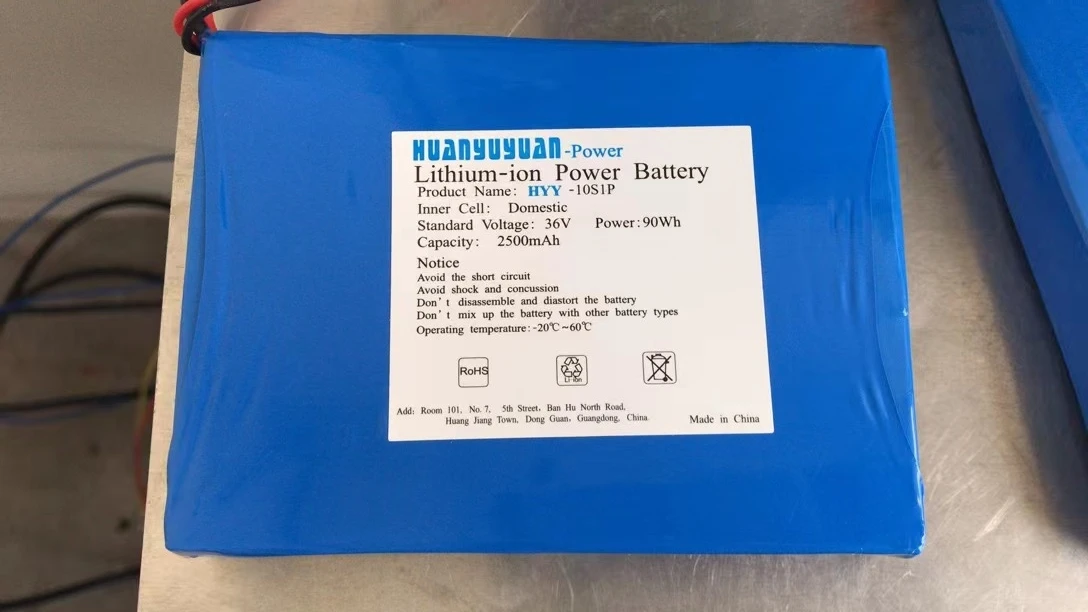 HUANYUYUAN-Power
Lithium-ion Power Battery
Product Name: HYY -10S1P
Inner Cell: Domestic
Standard Voltage: 36V Power:90Wh
Capacity: 2500mAh
Notice
Avoid the short circuit
Avoid shock and concussion
Don't disassemble and diastort the battery
Don't mix up the battery with other battery types
Operating temperature:-20℃~60℃
RoHS
Li-ion
Add: Room 101, No.7, 5th Street, Ban Hu North Road,
Huang Jiang Town, Dong Guan, Guangdong, China.
Made in China